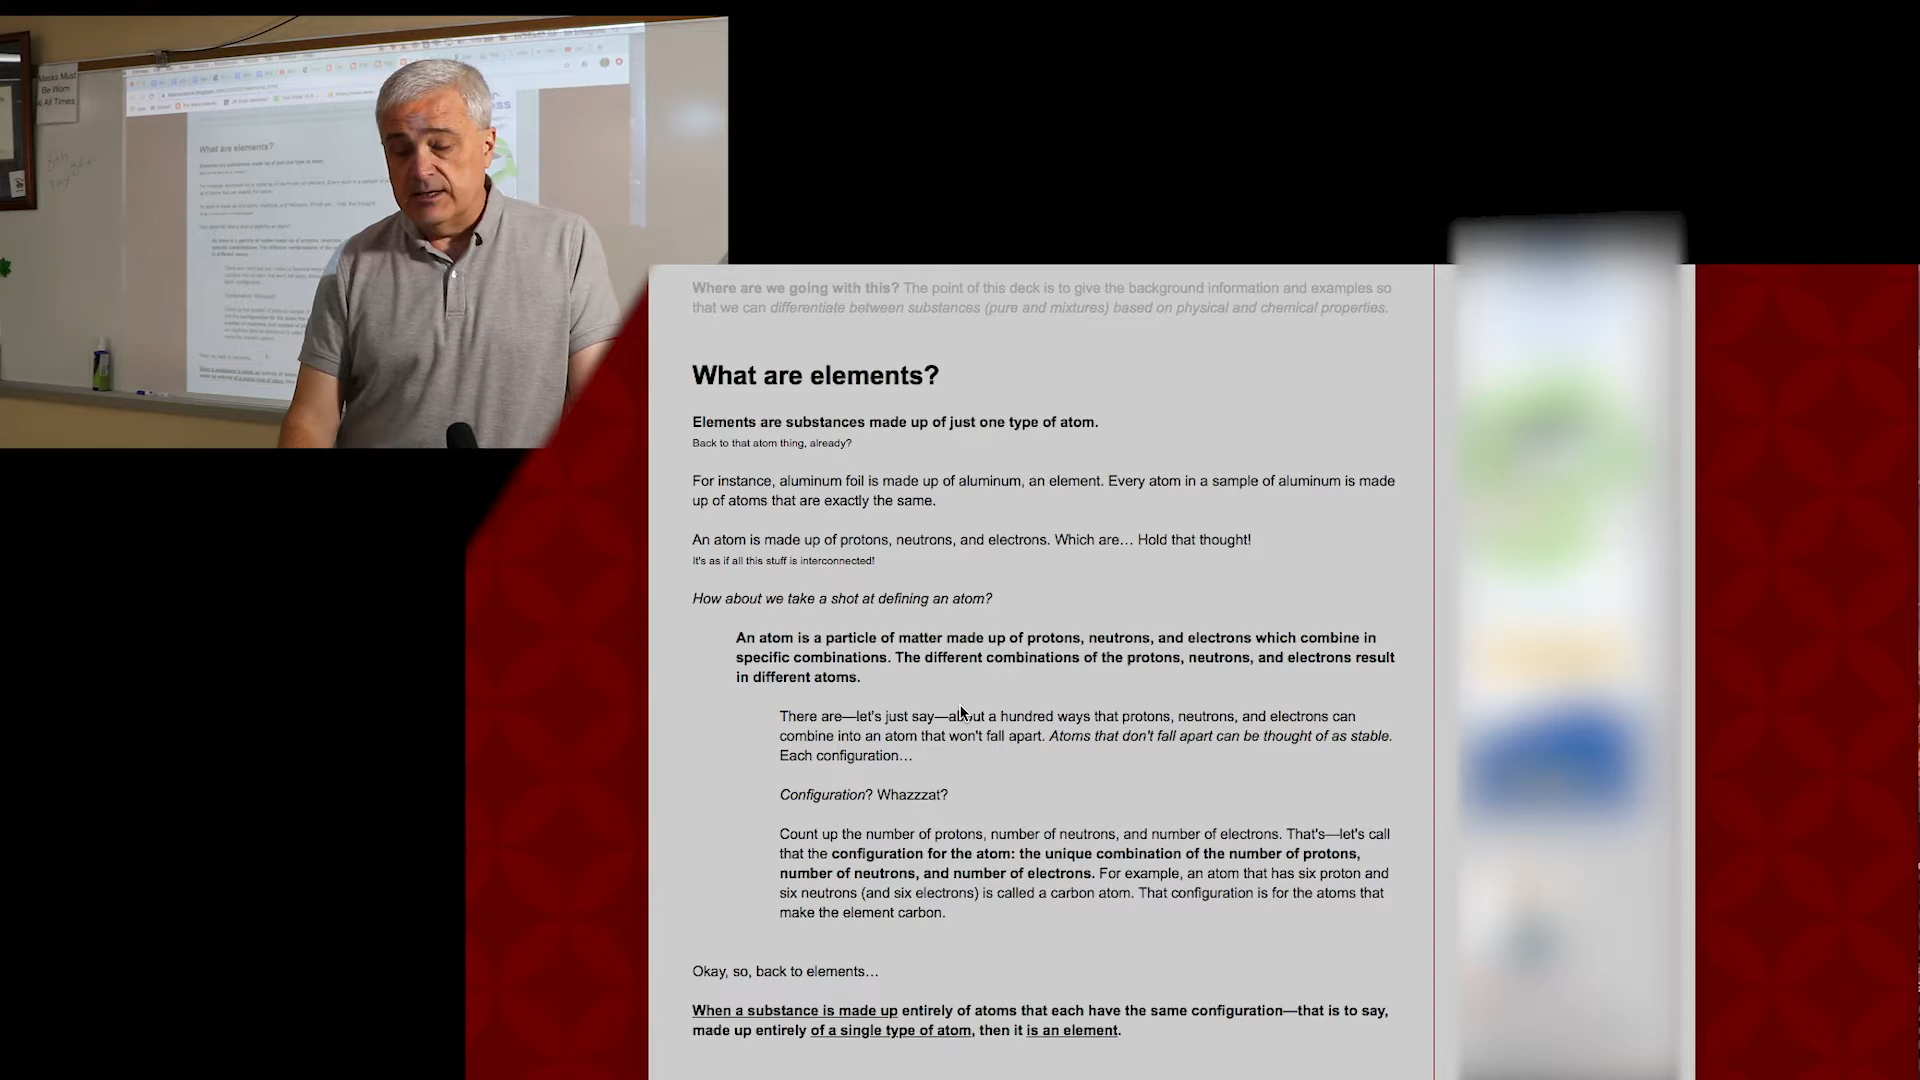 Masks Must
Be Worn
at All Times
What are elements?
Where are we going with this? The point of this deck is to give the background information and examples so
that we can differentiate between substances (pure and mixtures) based on physical and chemical properties.
What are elements?
Elements are substances made up of just one type of atom.
Back to that atom thing, already?
For instance, aluminum foil is made up of aluminum, an element. Every atom in a sample of aluminum is made
up of atoms that are exactly the same.
An atom is made up of protons, neutrons, and electrons. Which are… Hold that thought!
It's as if all this stuff is interconnected!
How about we take a shot at defining an atom?
An atom is a particle of matter made up of protons, neutrons, and electrons which combine in
specific combinations. The different combinations of the protons, neutrons, and electrons result
in different atoms.
There are—let's just say—about a hundred ways that protons, neutrons, and electrons can
combine into an atom that won't fall apart. Atoms that don't fall apart can be thought of as stable.
Each configuration…
Configuration? Whazzzat?
Count up the number of protons, number of neutrons, and number of electrons. That's—let's call
that the configuration for the atom: the unique combination of the number of protons,
number of neutrons, and number of electrons. For example, an atom that has six proton and
six neutrons (and six electrons) is called a carbon atom. That configuration is for the atoms that
make the element carbon.
Okay, so, back to elements…
When a substance is made up entirely of atoms that each have the same configuration—that is to say,
made up entirely of a single type of atom, then it is an element.